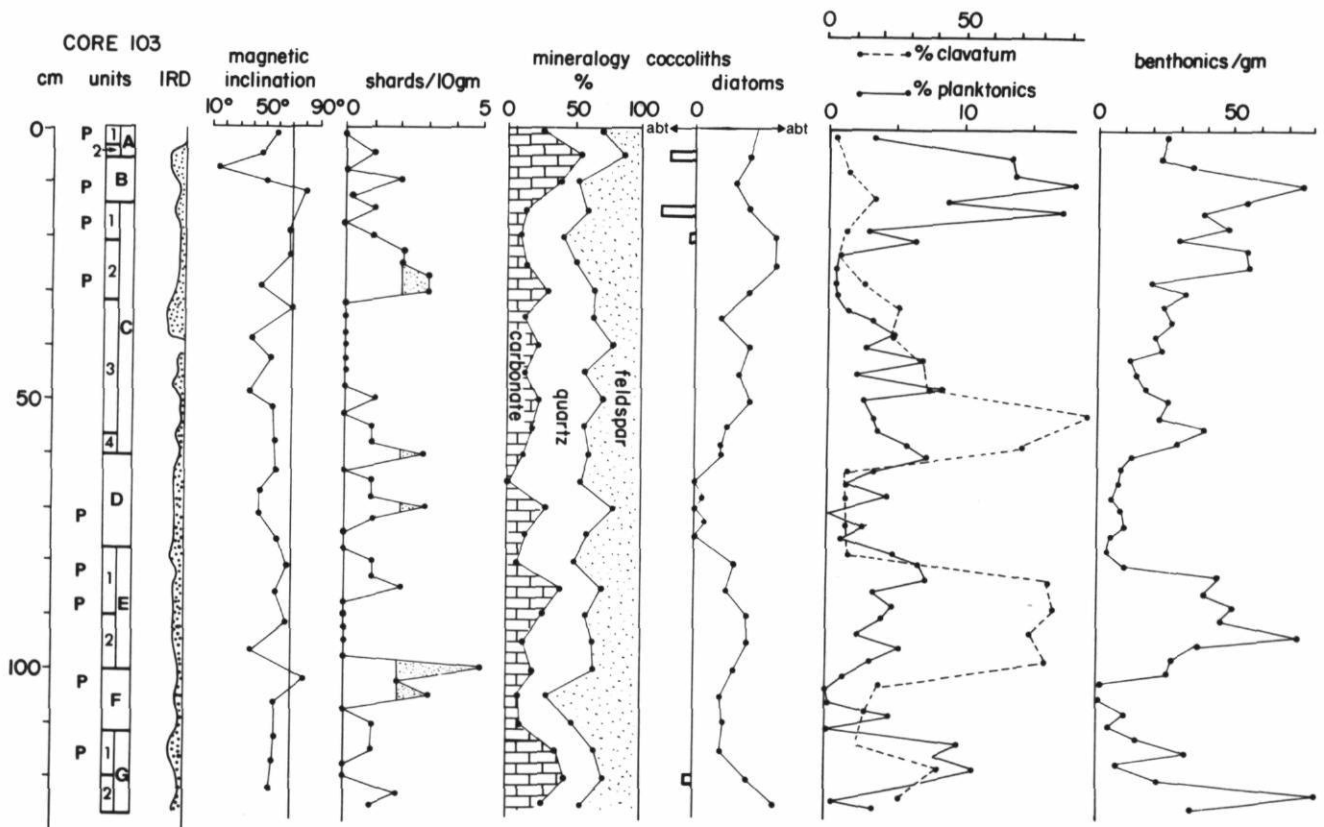 CORE 103
cm units IRD
magnetic inclination
10° 50° 90°
shards/10gm
0 5
mineralogy %
0 50 100
coccoliths
diatoms
abt 0 abt
0 50
% clavatum
% planktonics
10
benthonics/gm
0 50
0
50
100
P
P
P
P
P
P
P
P
P
1
2
A
B
1
2
3
4
C
D
1
2
E
F
1
2
G
carbonate
quartz
feldspar